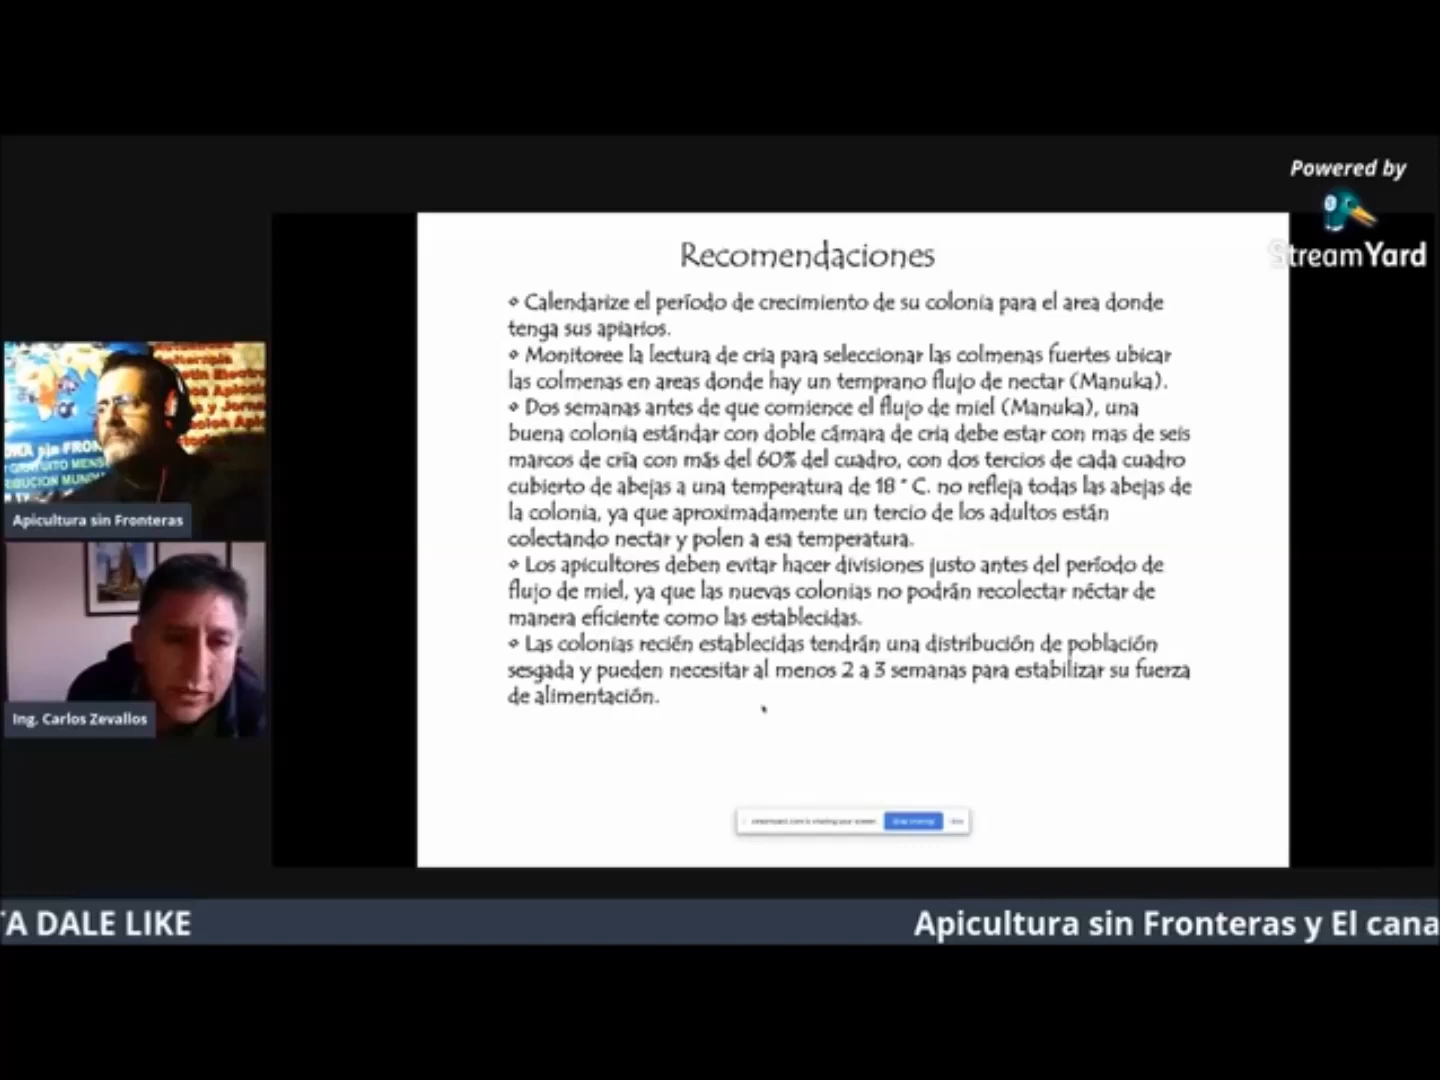 Powered by
StreamYard
Recomendaciones
• Calendarize el período de crecimiento de su colonia para el area donde
tenga sus apiarios.
• Monitoree la lectura de cria para seleccionar las colmenas fuertes ubicar
las colmenas en areas donde hay un temprano flujo de nectar (Manuka).
• Dos semanas antes de que comience el flujo de miel (Manuka), una
buena colonia estándar con doble cámara de cria debe estar con mas de seis
marcos de cría con más del 60% del cuadro, con dos tercios de cada cuadro
cubierto de abejas a una temperatura de 18 ° C. no refleja todas las abejas de
la colonia, ya que aproximadamente un tercio de los adultos están
colectando nectar y polen a esa temperatura.
• Los apicultores deben evitar hacer divisiones justo antes del período de
flujo de miel, ya que las nuevas colonias no podrán recolectar néctar de
manera eficiente como las establecidas.
• Las colonias recién establecidas tendrán una distribución de población
sesgada y pueden necesitar al menos 2 a 3 semanas para estabilizar su fuerza
de alimentación.
sin FRON
GRATUITO MENS
RIBUCION MUND
y Jorna
Apicultura sin Fronteras
Ing. Carlos Zevallos
TA DALE LIKE
Apicultura sin Fronteras y El cana